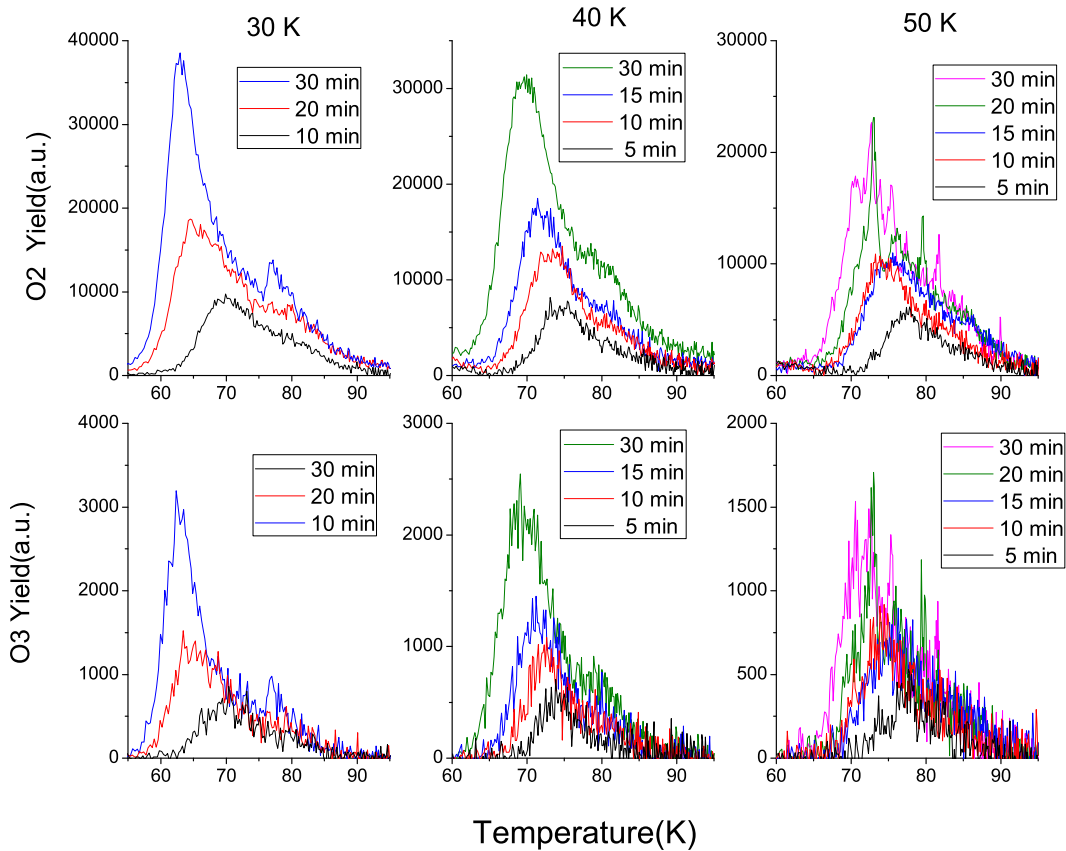 30 K
40 K
50 K
O2 Yield(a.u.)
40000
30000
20000
10000
0
60
70
80
90
30 min
20 min
10 min
30000
20000
10000
0
60
70
80
90
30 min
15 min
10 min
5 min
30000
20000
10000
0
60
70
80
90
30 min
20 min
15 min
10 min
5 min
O3 Yield(a.u.)
4000
3000
2000
1000
0
60
70
80
90
30 min
20 min
10 min
3000
2000
1000
0
60
70
80
90
30 min
15 min
10 min
5 min
2000
1500
1000
500
0
60
70
80
90
30 min
20 min
15 min
10 min
5 min
Temperature(K)